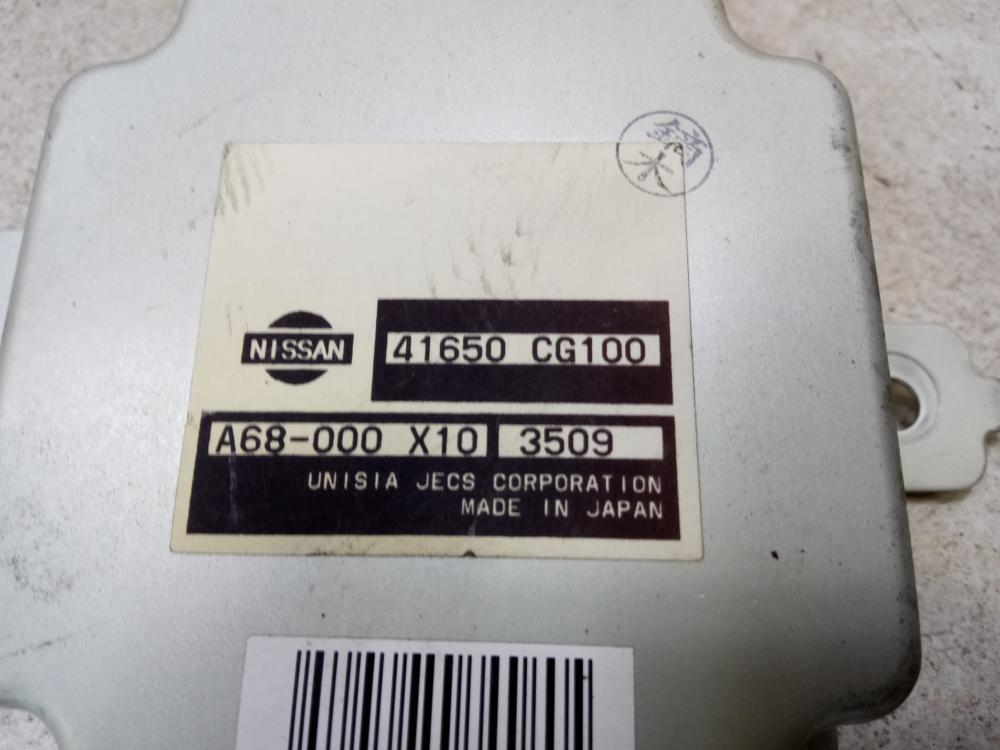 NISSAN
41650 CG100
A68-000 X10 3509
UNISIA JECS CORPORATION
MADE IN JAPAN